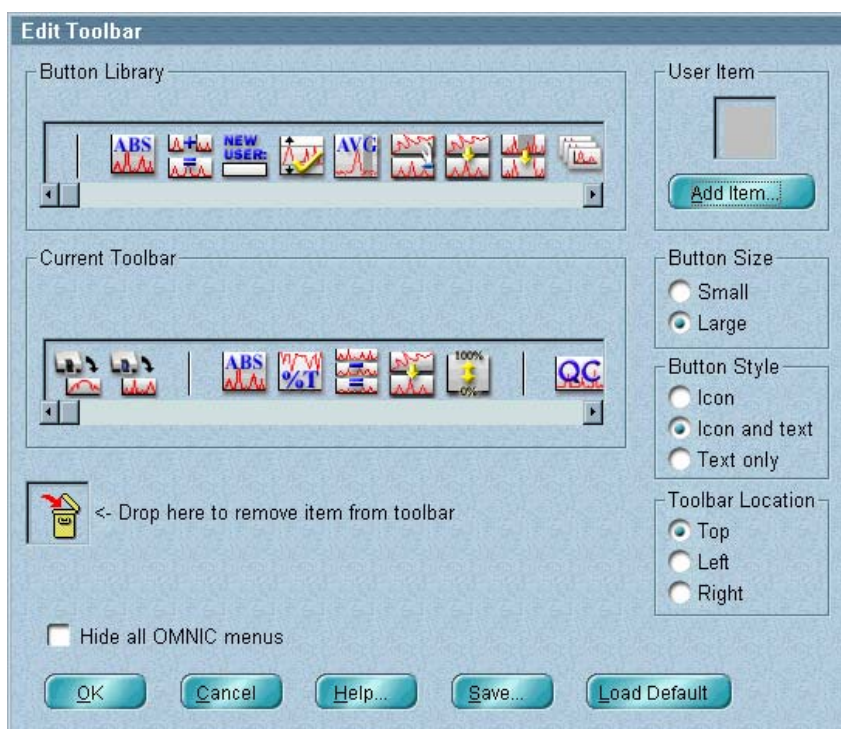 Edit Toolbar
Button Library
User Item
ABS
NEW
USER:
AVG
Add Item...
Current Toolbar
Button Size
Small
Large
ABS
%T
100%
0%
QC
Button Style
Icon
Icon and text
Text only
<- Drop here to remove item from toolbar
Toolbar Location
Top
Left
Right
Hide all OMNIC menus
OK
Cancel
Help...
Save...
Load Default